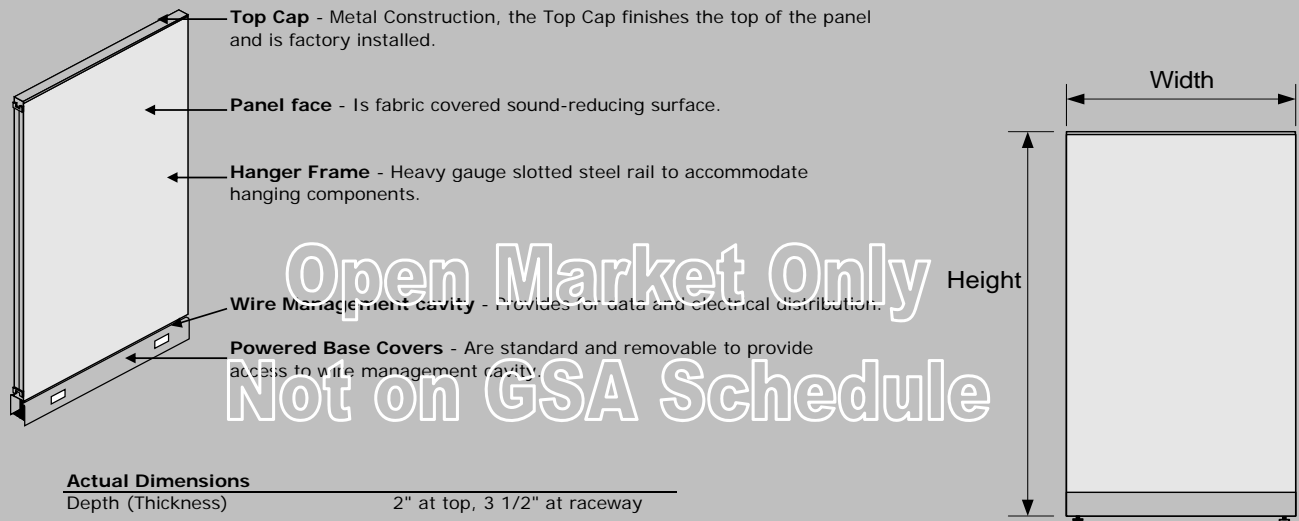 Top Cap - Metal Construction, the Top Cap finishes the top of the panel
and is factory installed.
Panel face - Is fabric covered sound-reducing surface.
Hanger Frame - Heavy gauge slotted steel rail to accommodate
hanging components.
Open Market Only
Wire Management cavity - Provides for data and electrical distribution.
Powered Base Covers - Are standard and removable to provide
access to wire management cavity.
Not on GSA Schedule
Width
Height
Actual Dimensions
Depth (Thickness) 2" at top, 3 1/2" at raceway